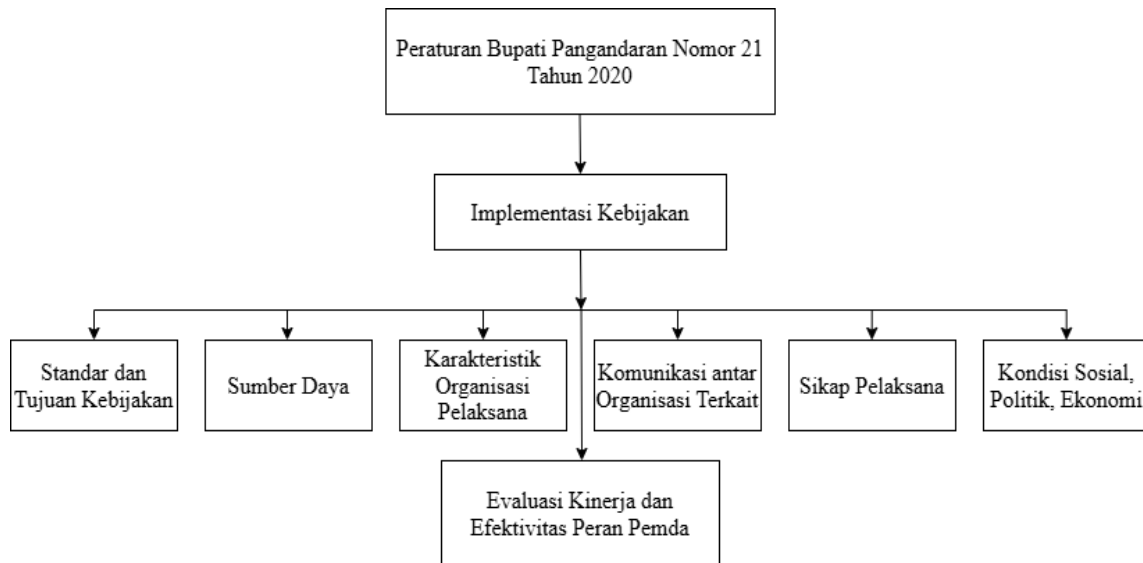 Peraturan Bupati Pangandaran Nomor 21
Tahun 2020
Implementasi Kebijakan
Standar dan
Tujuan Kebijakan
Sumber Daya
Karakteristik
Organisasi
Pelaksana
Komunikasi antar
Organisasi Terkait
Sikap Pelaksana
Kondisi Sosial,
Politik, Ekonomi
Evaluasi Kinerja dan
Efektivitas Peran Pemda